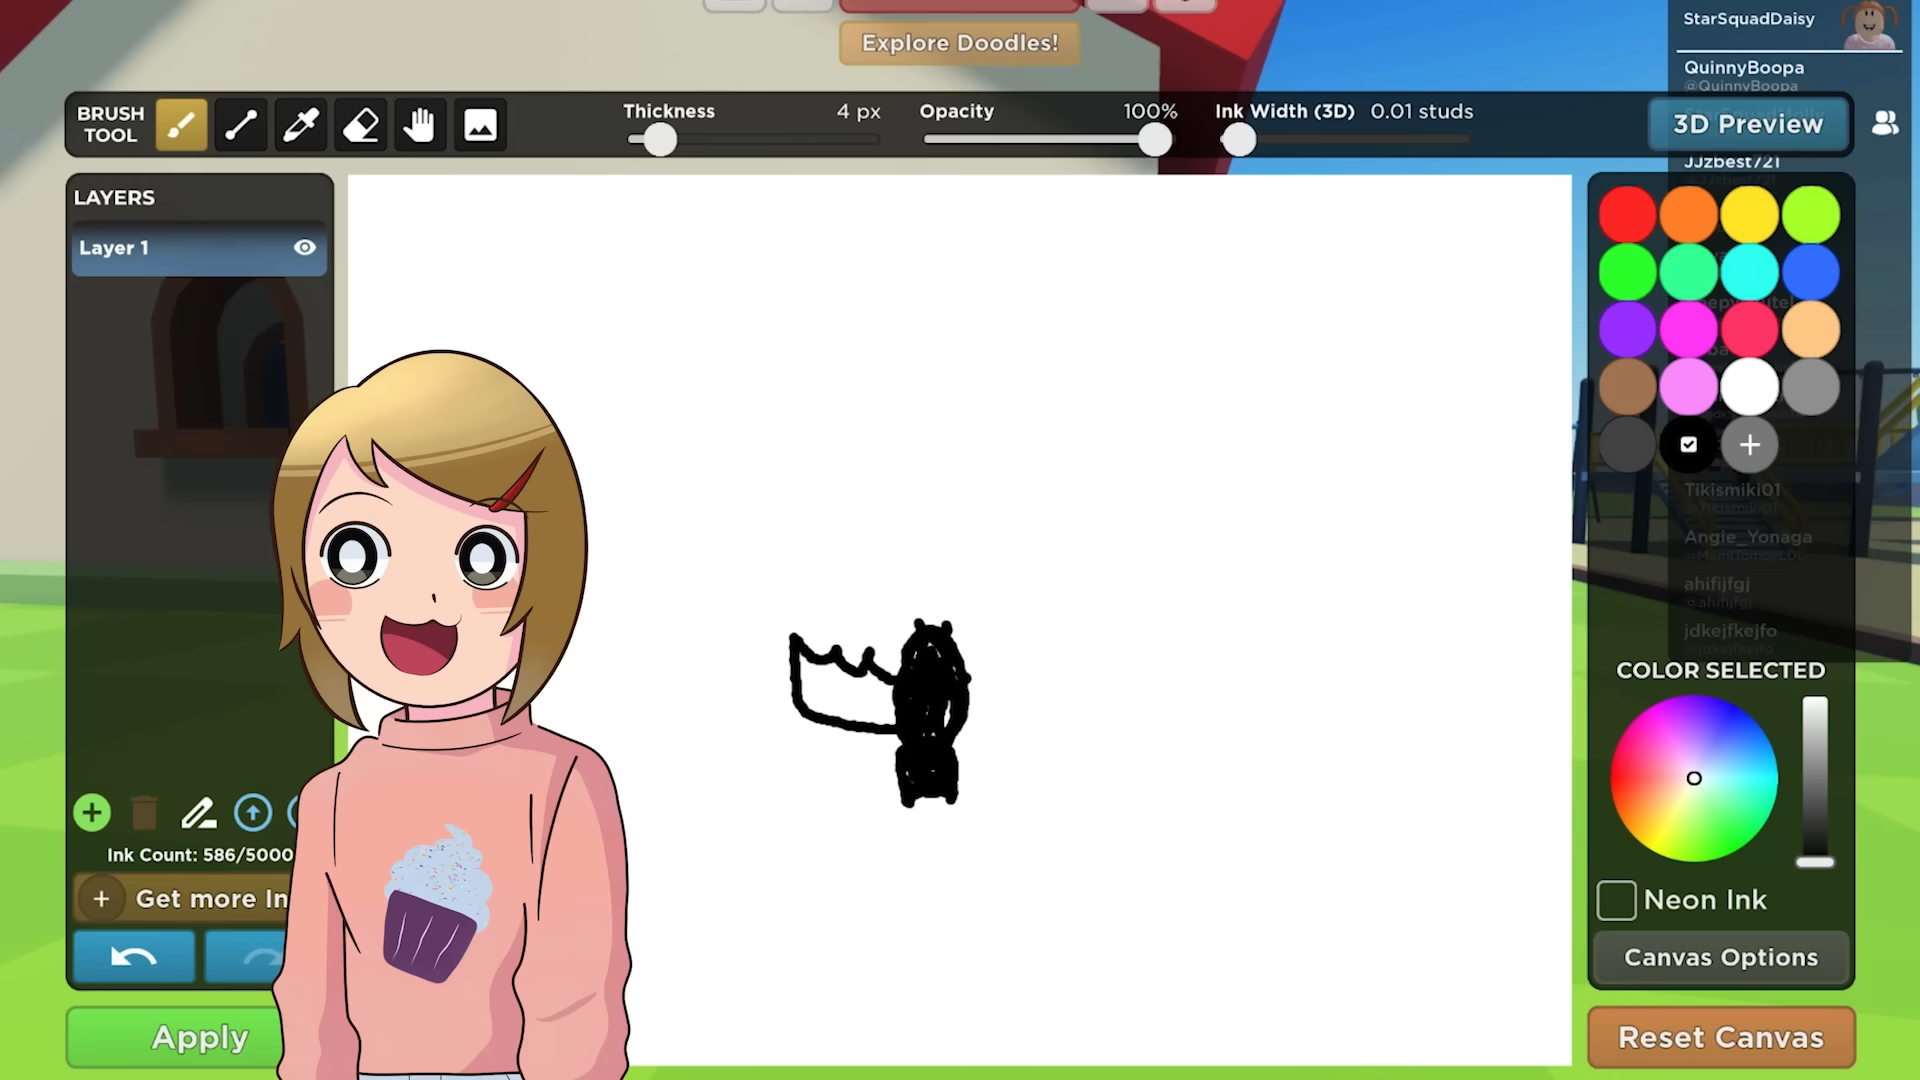 StarSquadDaisy
Explore Doodles!
QuinnyBoopa
@QuinnyBoopa
BRUSH
TOOL
Thickness
4 px
Opacity
100%
Ink Width (3D)
0.01 studs
3D Preview
JJzbest721
LAYERS
Layer 1
Tikismiki01
Angie_Yonaga
ahifijfgj
@ahifijfgj
jdkejfkejfo
@jdkejfkejfo
COLOR SELECTED
Ink Count: 586/5000
Get more In
Neon Ink
Canvas Options
Apply
Reset Canvas